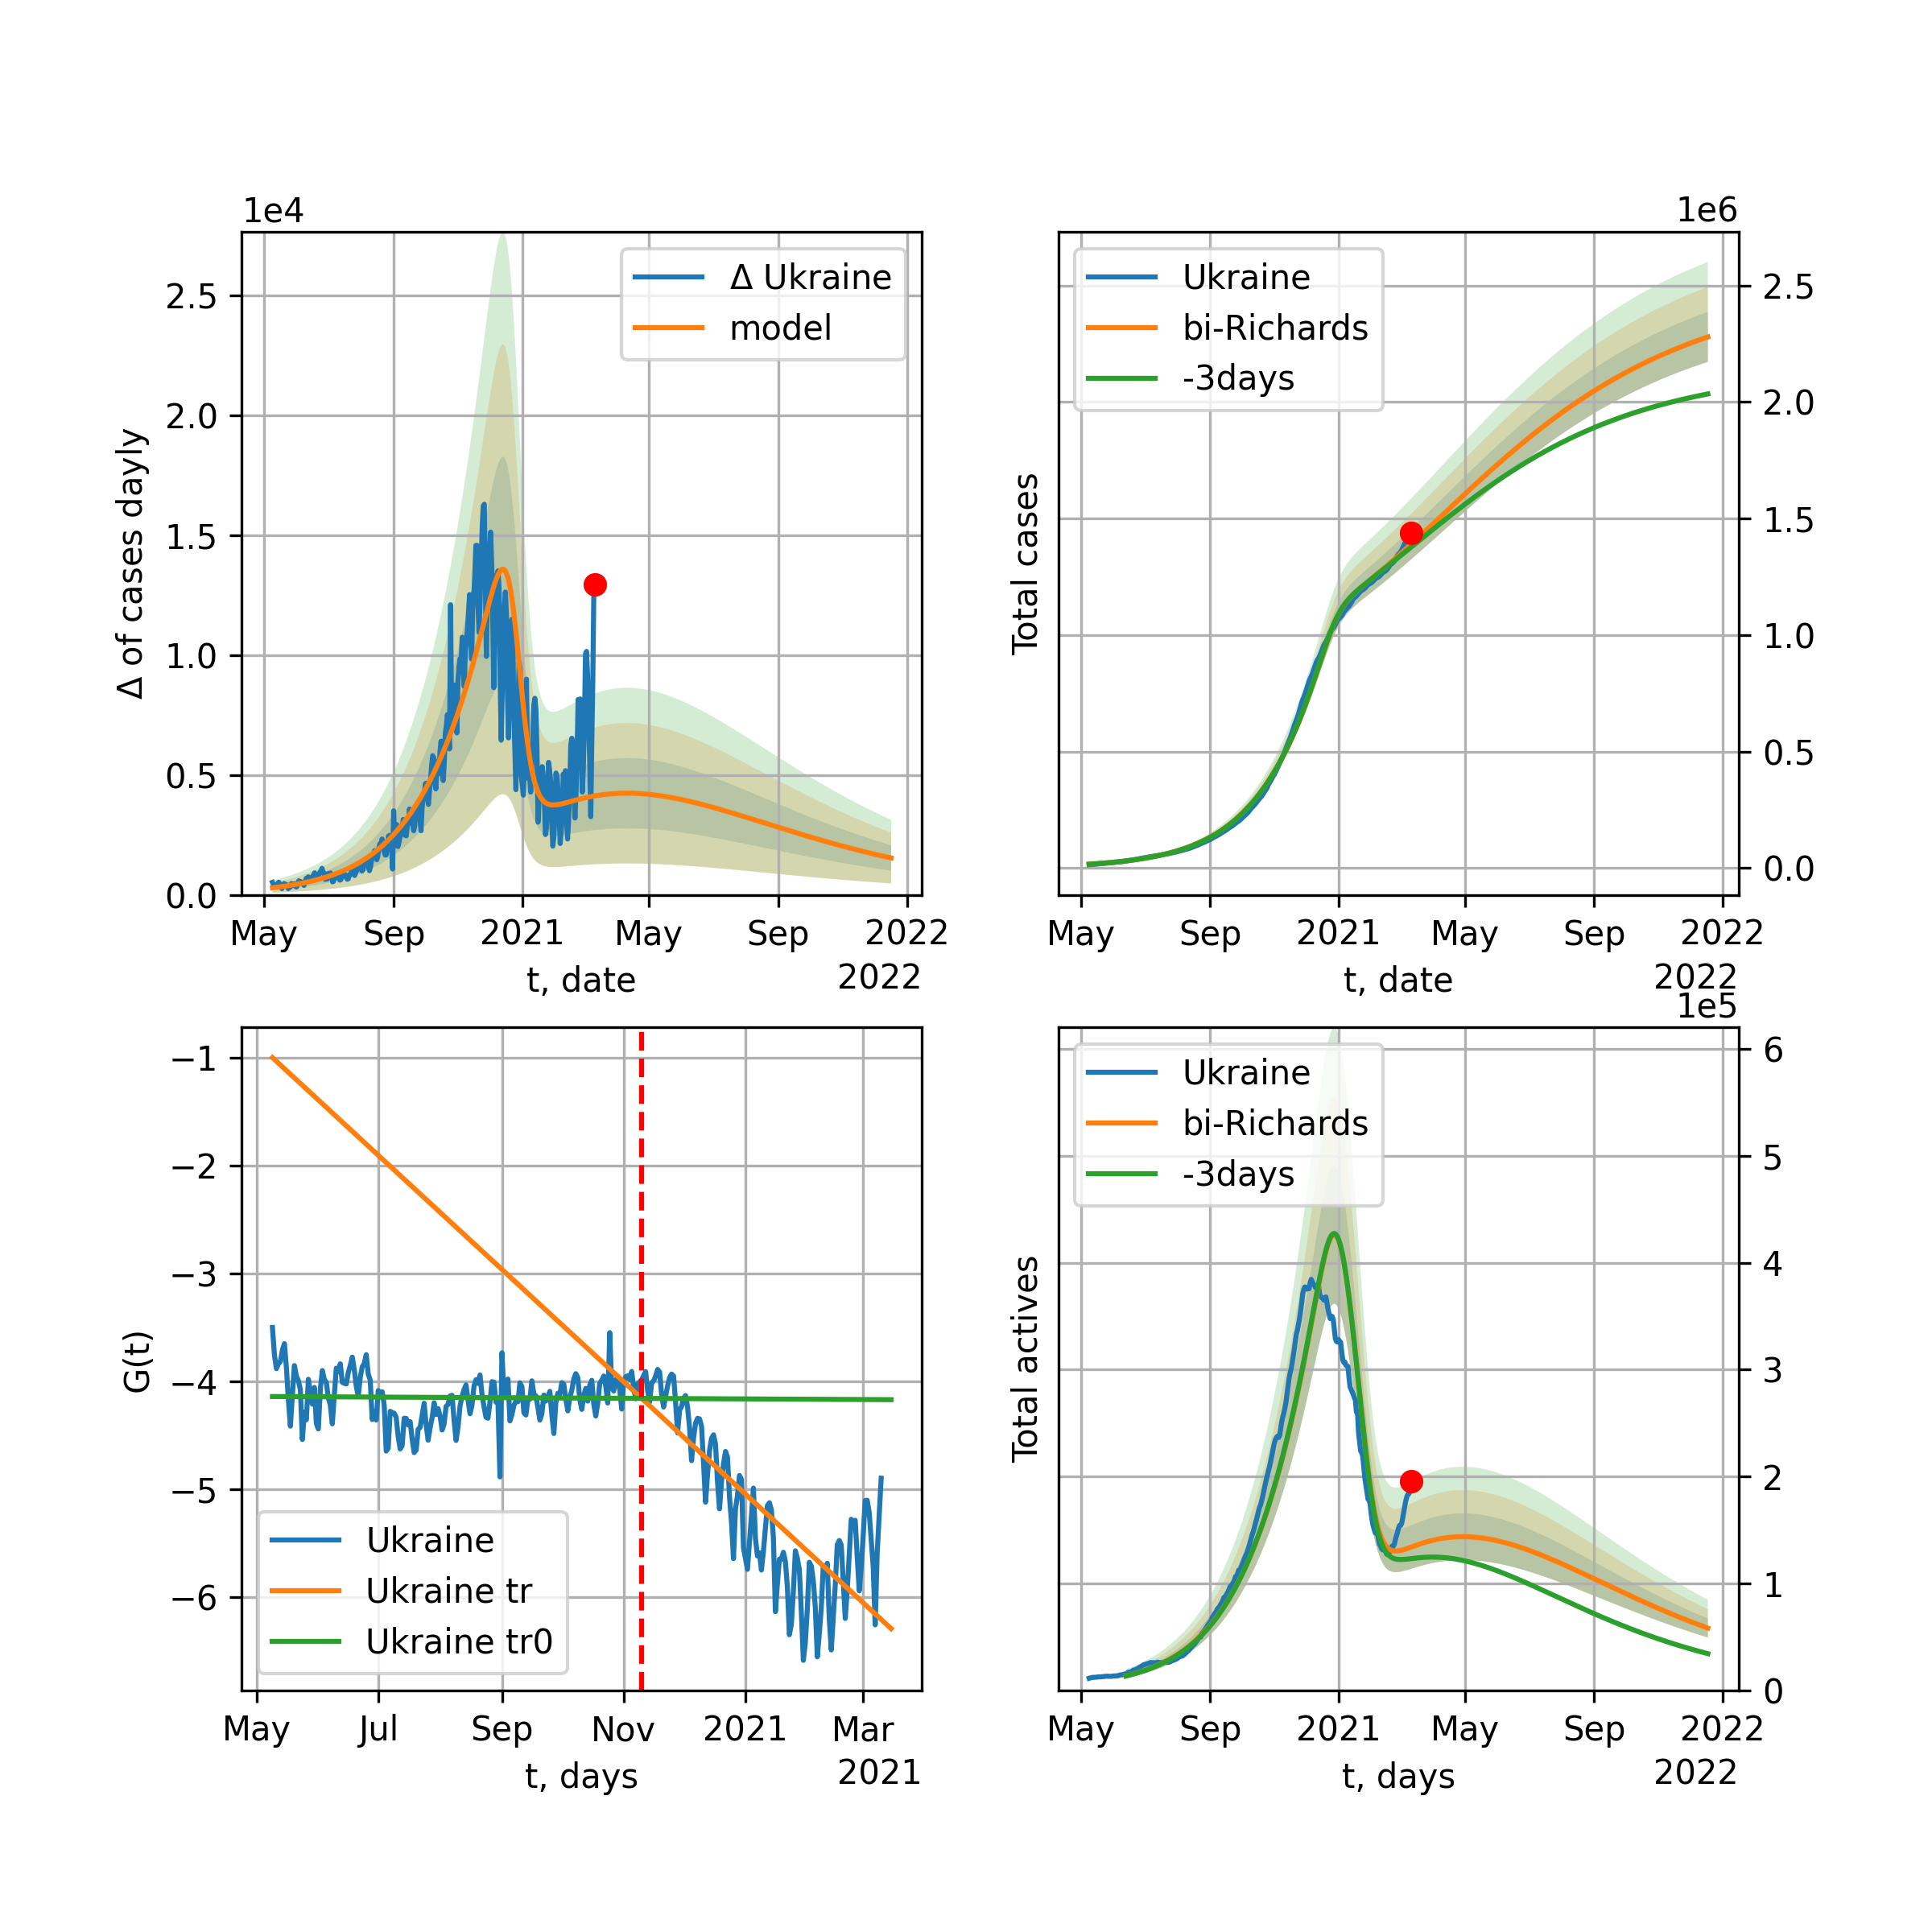 1e4
Δ of cases dayly
2.5
2.0
1.5
1.0
0.5
0.0
Δ Ukraine
model
May Sep 2021 May Sep 2022
t, date
2022
1e6
Total cases
Ukraine
bi-Richards
-3days
2.5
2.0
1.5
1.0
0.5
0.0
May Sep 2021 May Sep 2022
t, date
2022
G(t)
−1
−2
−3
−4
−5
−6
Ukraine
Ukraine tr
Ukraine tr0
May Jul Sep Nov 2021 Mar
t, days
2021
1e5
Total actives
Ukraine
bi-Richards
-3days
6
5
4
3
2
1
0
May Sep 2021 May Sep 2022
t, days
2022